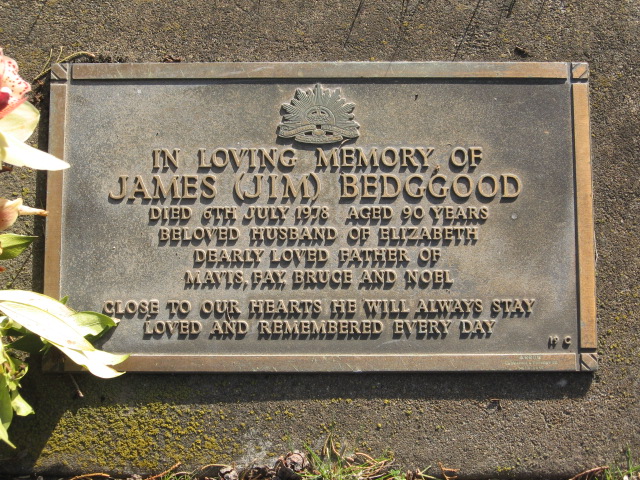 IN LOVING MEMORY OF
JAMES (JIM) BEDGGOOD
DIED 6TH JULY 1978 AGED 90 YEARS
BELOVED HUSBAND OF ELIZABETH
DEARLY LOVED FATHER OF
MAVIS, FAY, BRUCE AND NOEL
CLOSE TO OUR HEARTS HE WILL ALWAYS STAY
LOVED AND REMEMBERED EVERY DAY